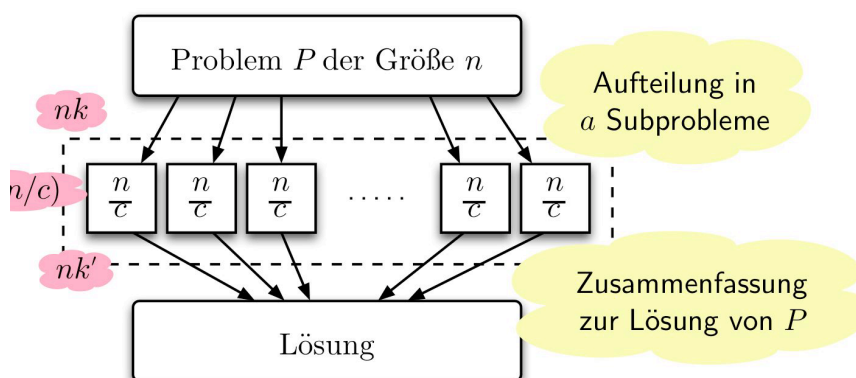 Problem P der Größe n
Aufteilung in
a Subprobleme
nk
n/c)
n/c n/c n/c ..... n/c n/c
nk′
Zusammenfassung
zur Lösung von P
Lösung